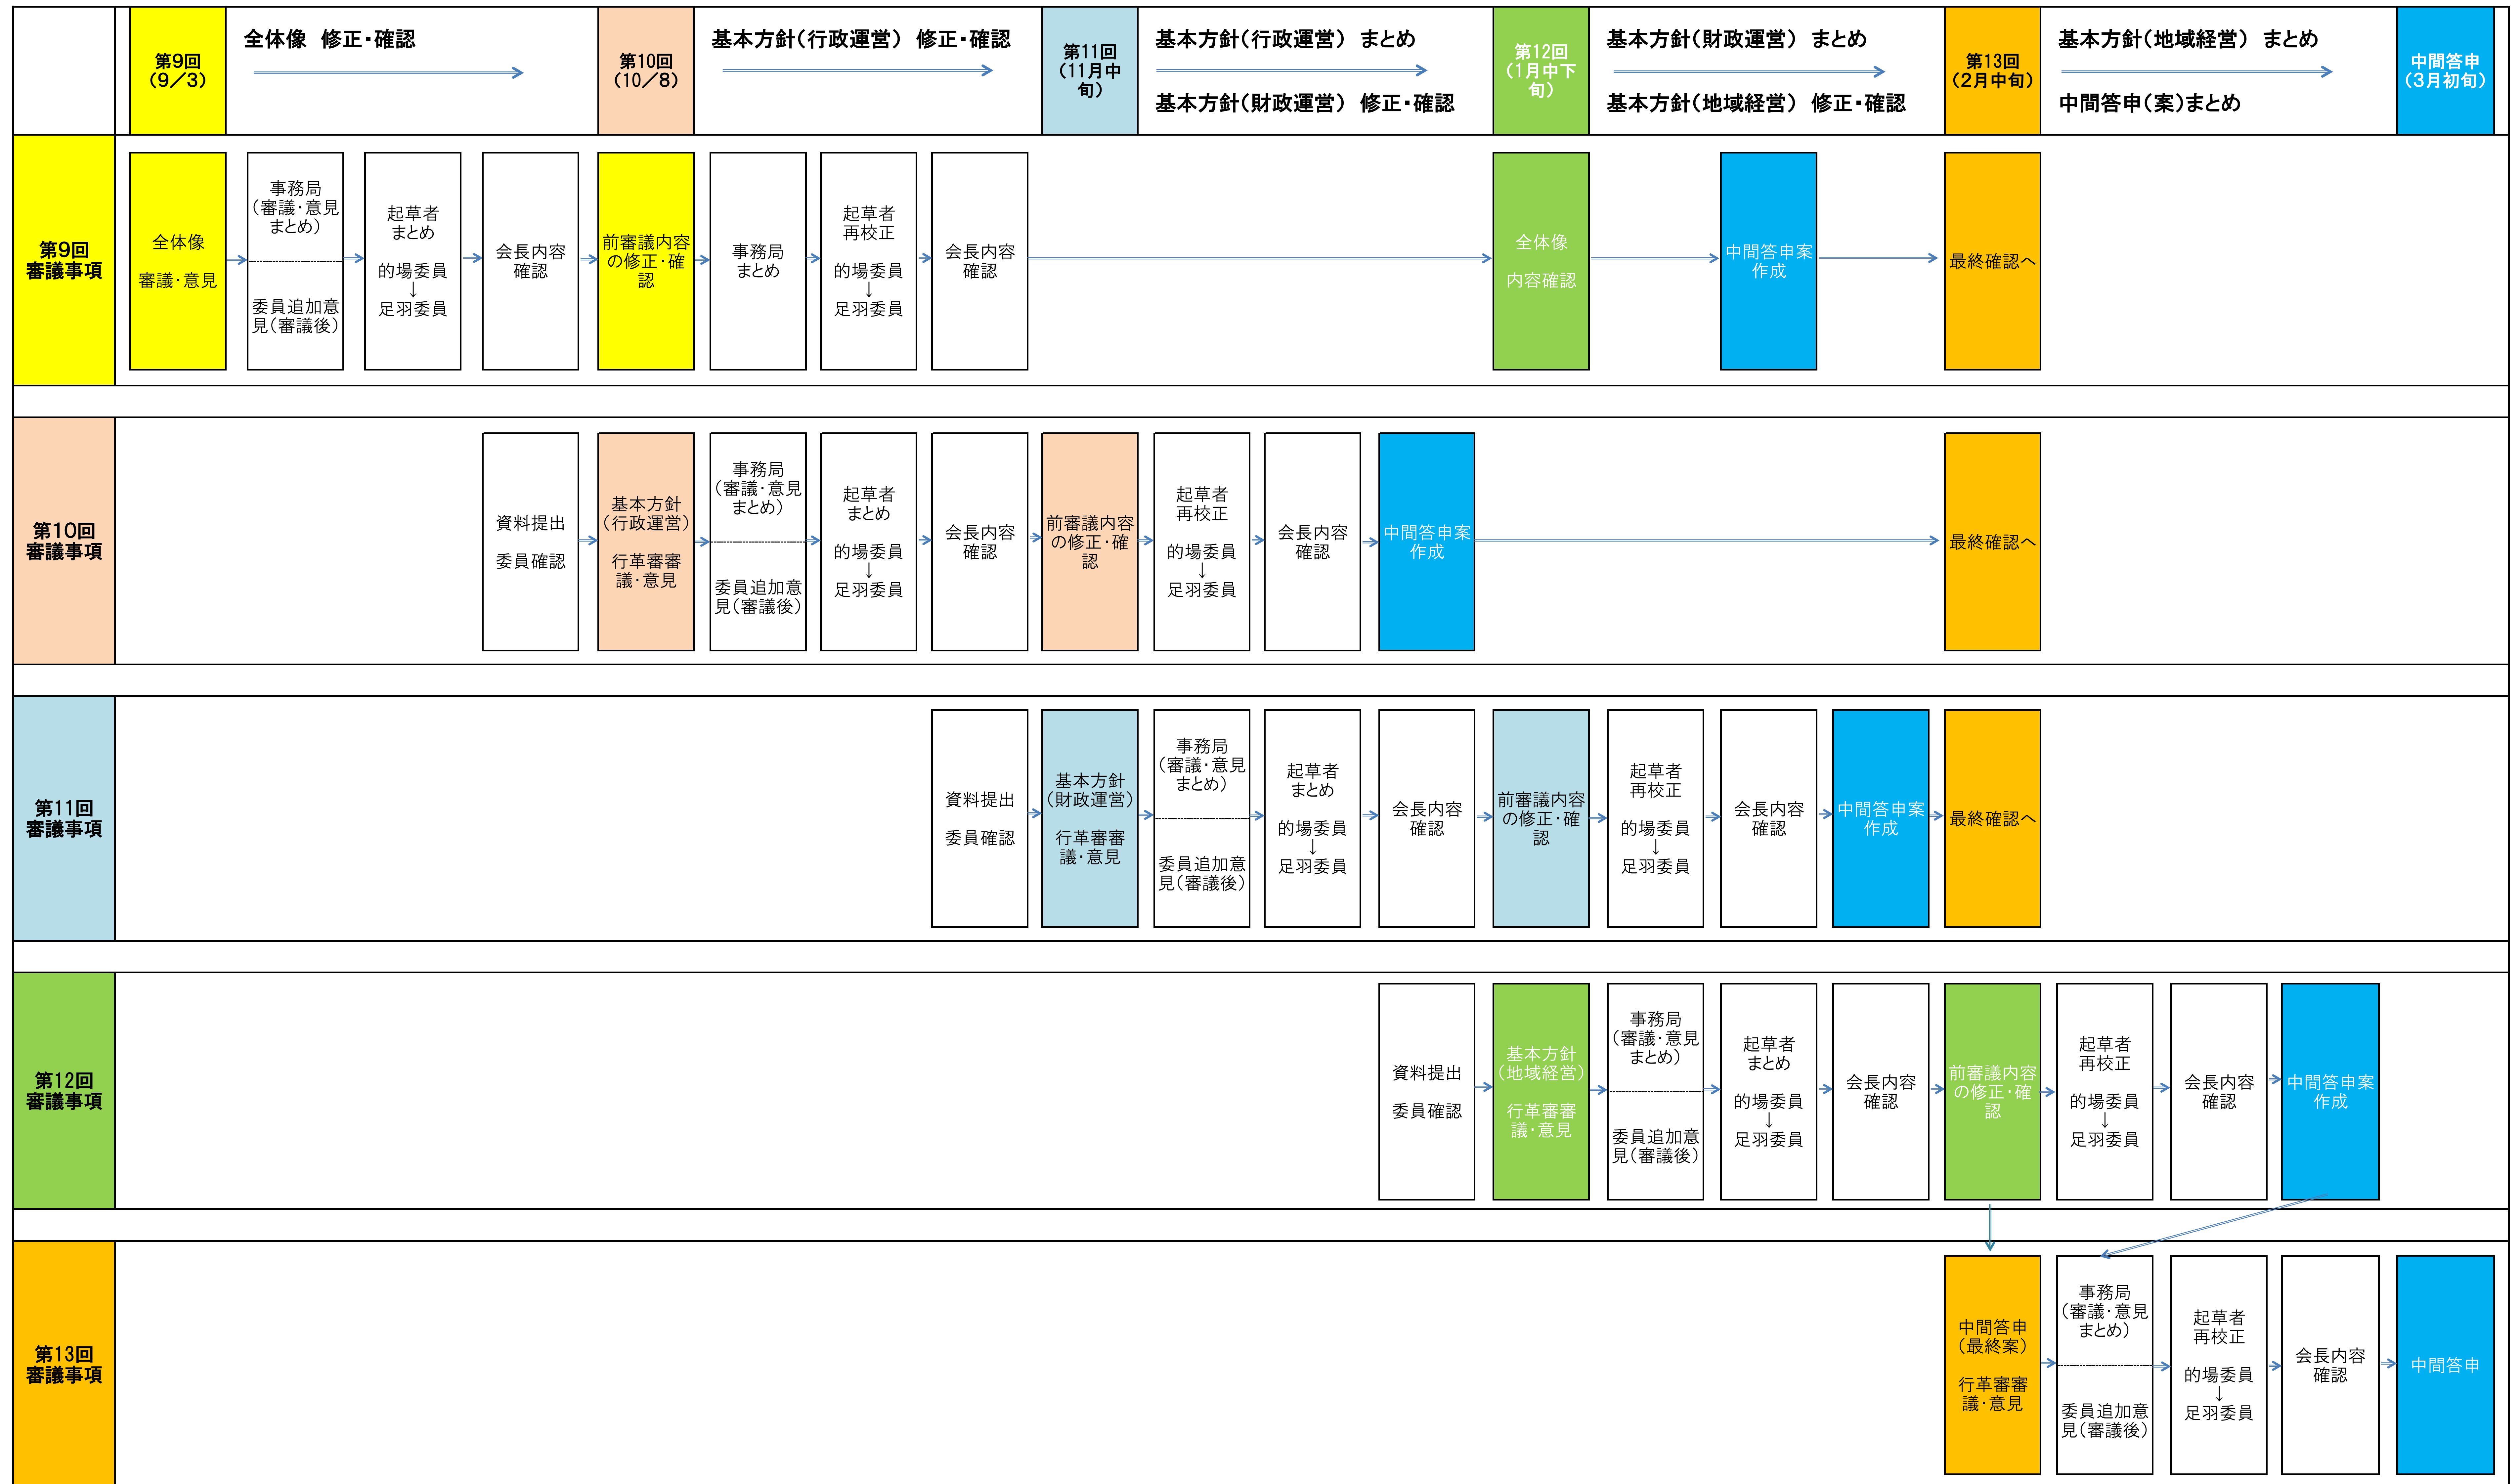 第9回
（9／3）
全体像　修正・確認
第10回
（10／8）
基本方針（行政運営）　修正・確認
第11回
（11月中
旬）
基本方針（行政運営）　まとめ
基本方針（財政運営）　修正・確認
第12回
（1月中下
旬）
基本方針（財政運営）　まとめ
基本方針（地域経営）　修正・確認
第13回
（2月中旬）
基本方針（地域経営）　まとめ
中間答申（案）まとめ
中間答申
（3月初旬）
第9回
審議事項
全体像
審議・意見
事務局
（審議・意見
まとめ）
委員追加意
見（審議後）
起草者
まとめ
的場委員
↓
足羽委員
会長内容
確認
前審議内容
の修正・確
認
事務局
まとめ
起草者
再校正
的場委員
↓
足羽委員
会長内容
確認
全体像
内容確認
中間答申案
作成
最終確認へ
第10回
審議事項
資料提出
委員確認
基本方針
（行政運営）
行革審審
議・意見
事務局
（審議・意見
まとめ）
委員追加意
見（審議後）
起草者
まとめ
的場委員
↓
足羽委員
会長内容
確認
前審議内容
の修正・確
認
起草者
再校正
的場委員
↓
足羽委員
会長内容
確認
中間答申案
作成
最終確認へ
第11回
審議事項
資料提出
委員確認
基本方針
（財政運営）
行革審審
議・意見
事務局
（審議・意見
まとめ）
委員追加意
見（審議後）
起草者
まとめ
的場委員
↓
足羽委員
会長内容
確認
前審議内容
の修正・確
認
起草者
再校正
的場委員
↓
足羽委員
会長内容
確認
中間答申案
作成
最終確認へ
第12回
審議事項
資料提出
委員確認
基本方針
（地域経営）
行革審審
議・意見
事務局
（審議・意見
まとめ）
委員追加意
見（審議後）
起草者
まとめ
的場委員
↓
足羽委員
会長内容
確認
前審議内容
の修正・確
認
起草者
再校正
的場委員
↓
足羽委員
会長内容
確認
中間答申案
作成
第13回
審議事項
中間答申
（最終案）
行革審審
議・意見
事務局
（審議・意見
まとめ）
委員追加意
見（審議後）
起草者
再校正
的場委員
↓
足羽委員
会長内容
確認
中間答申